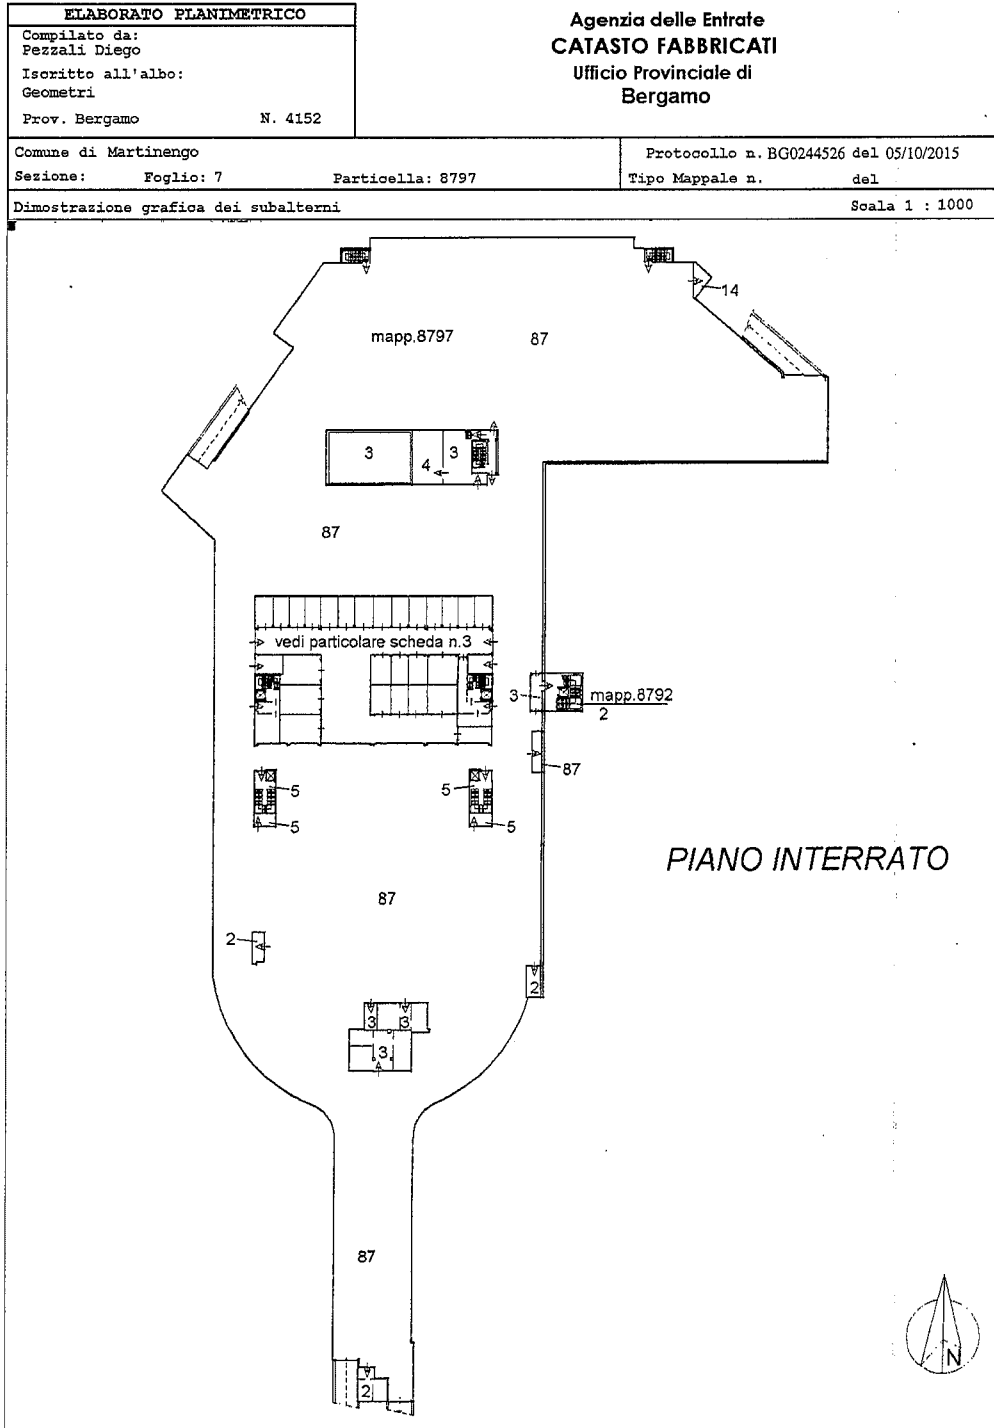 ELABORATO PLANIMETRICO
Compilato da:
Pezzali Diego
Iscritto all'albo:
Geometri
Prov. Bergamo N. 4152
Agenzia delle Entrate
CATASTO FABBRICATI
Ufficio Provinciale di
Bergamo
Comune di Martinengo
Sezione: Foglio: 7 Particella: 8797
Protocollo n. BG0244526 del 05/10/2015
Tipo Mappale n. del
Dimostrazione grafica dei subalterni Scala 1 : 1000
14
mapp.8797 87
3 4 3
87
vedi particolare scheda n.3
3 mapp.8792
2
87
5 5
5 5
PIANO INTERRATO
87
2
2
3 3
3
87
2
N